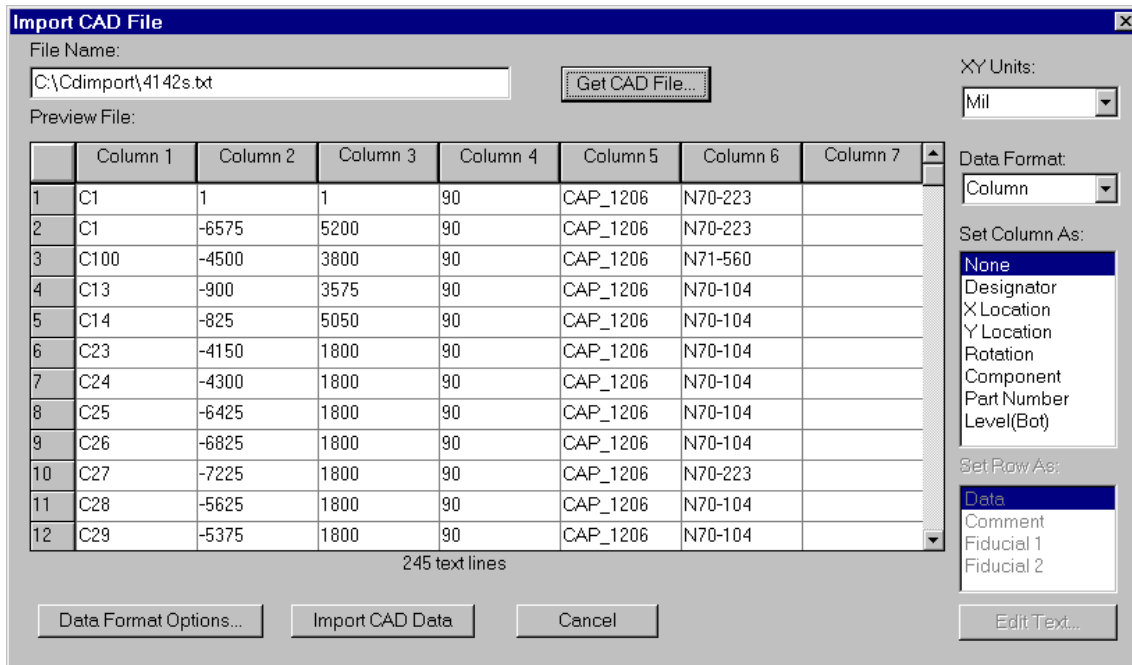 Import CAD File
File Name:
C:\Cdimport\4142s.txt
Get CAD File...
XY Units:
Mil
Preview File:
Column 1 Column 2 Column 3 Column 4 Column 5 Column 6 Column 7
1 C1 1 1 90 CAP_1206 N70-223
2 C1 -6575 5200 90 CAP_1206 N70-223
3 C100 -4500 3800 90 CAP_1206 N71-560
4 C13 -900 3575 90 CAP_1206 N70-104
5 C14 -825 5050 90 CAP_1206 N70-104
6 C23 -4150 1800 90 CAP_1206 N70-104
7 C24 -4300 1800 90 CAP_1206 N70-104
8 C25 -6425 1800 90 CAP_1206 N70-104
9 C26 -6825 1800 90 CAP_1206 N70-104
10 C27 -7225 1800 90 CAP_1206 N70-223
11 C28 -5625 1800 90 CAP_1206 N70-104
12 C29 -5375 1800 90 CAP_1206 N70-104
245 text lines
Data Format:
Column
Set Column As:
None
Designator
X Location
Y Location
Rotation
Component
Part Number
Level(Bot)
Set Row As:
Data
Comment
Fiducial 1
Fiducial 2
Data Format Options...
Import CAD Data
Cancel
Edit Text...